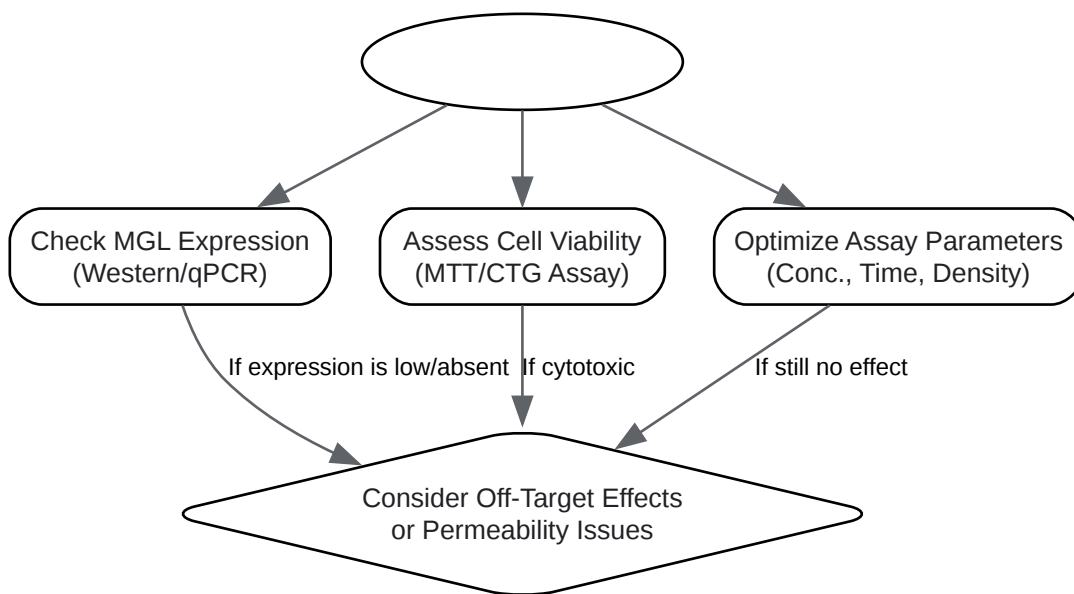 Check MGL Expression
(Western/qPCR)
Assess Cell Viability
(MTT/CTG Assay)
Optimize Assay Parameters
(Conc., Time, Density)
If expression is low/absent
If cytotoxic
If still no effect
Consider Off-Target Effects
or Permeability Issues